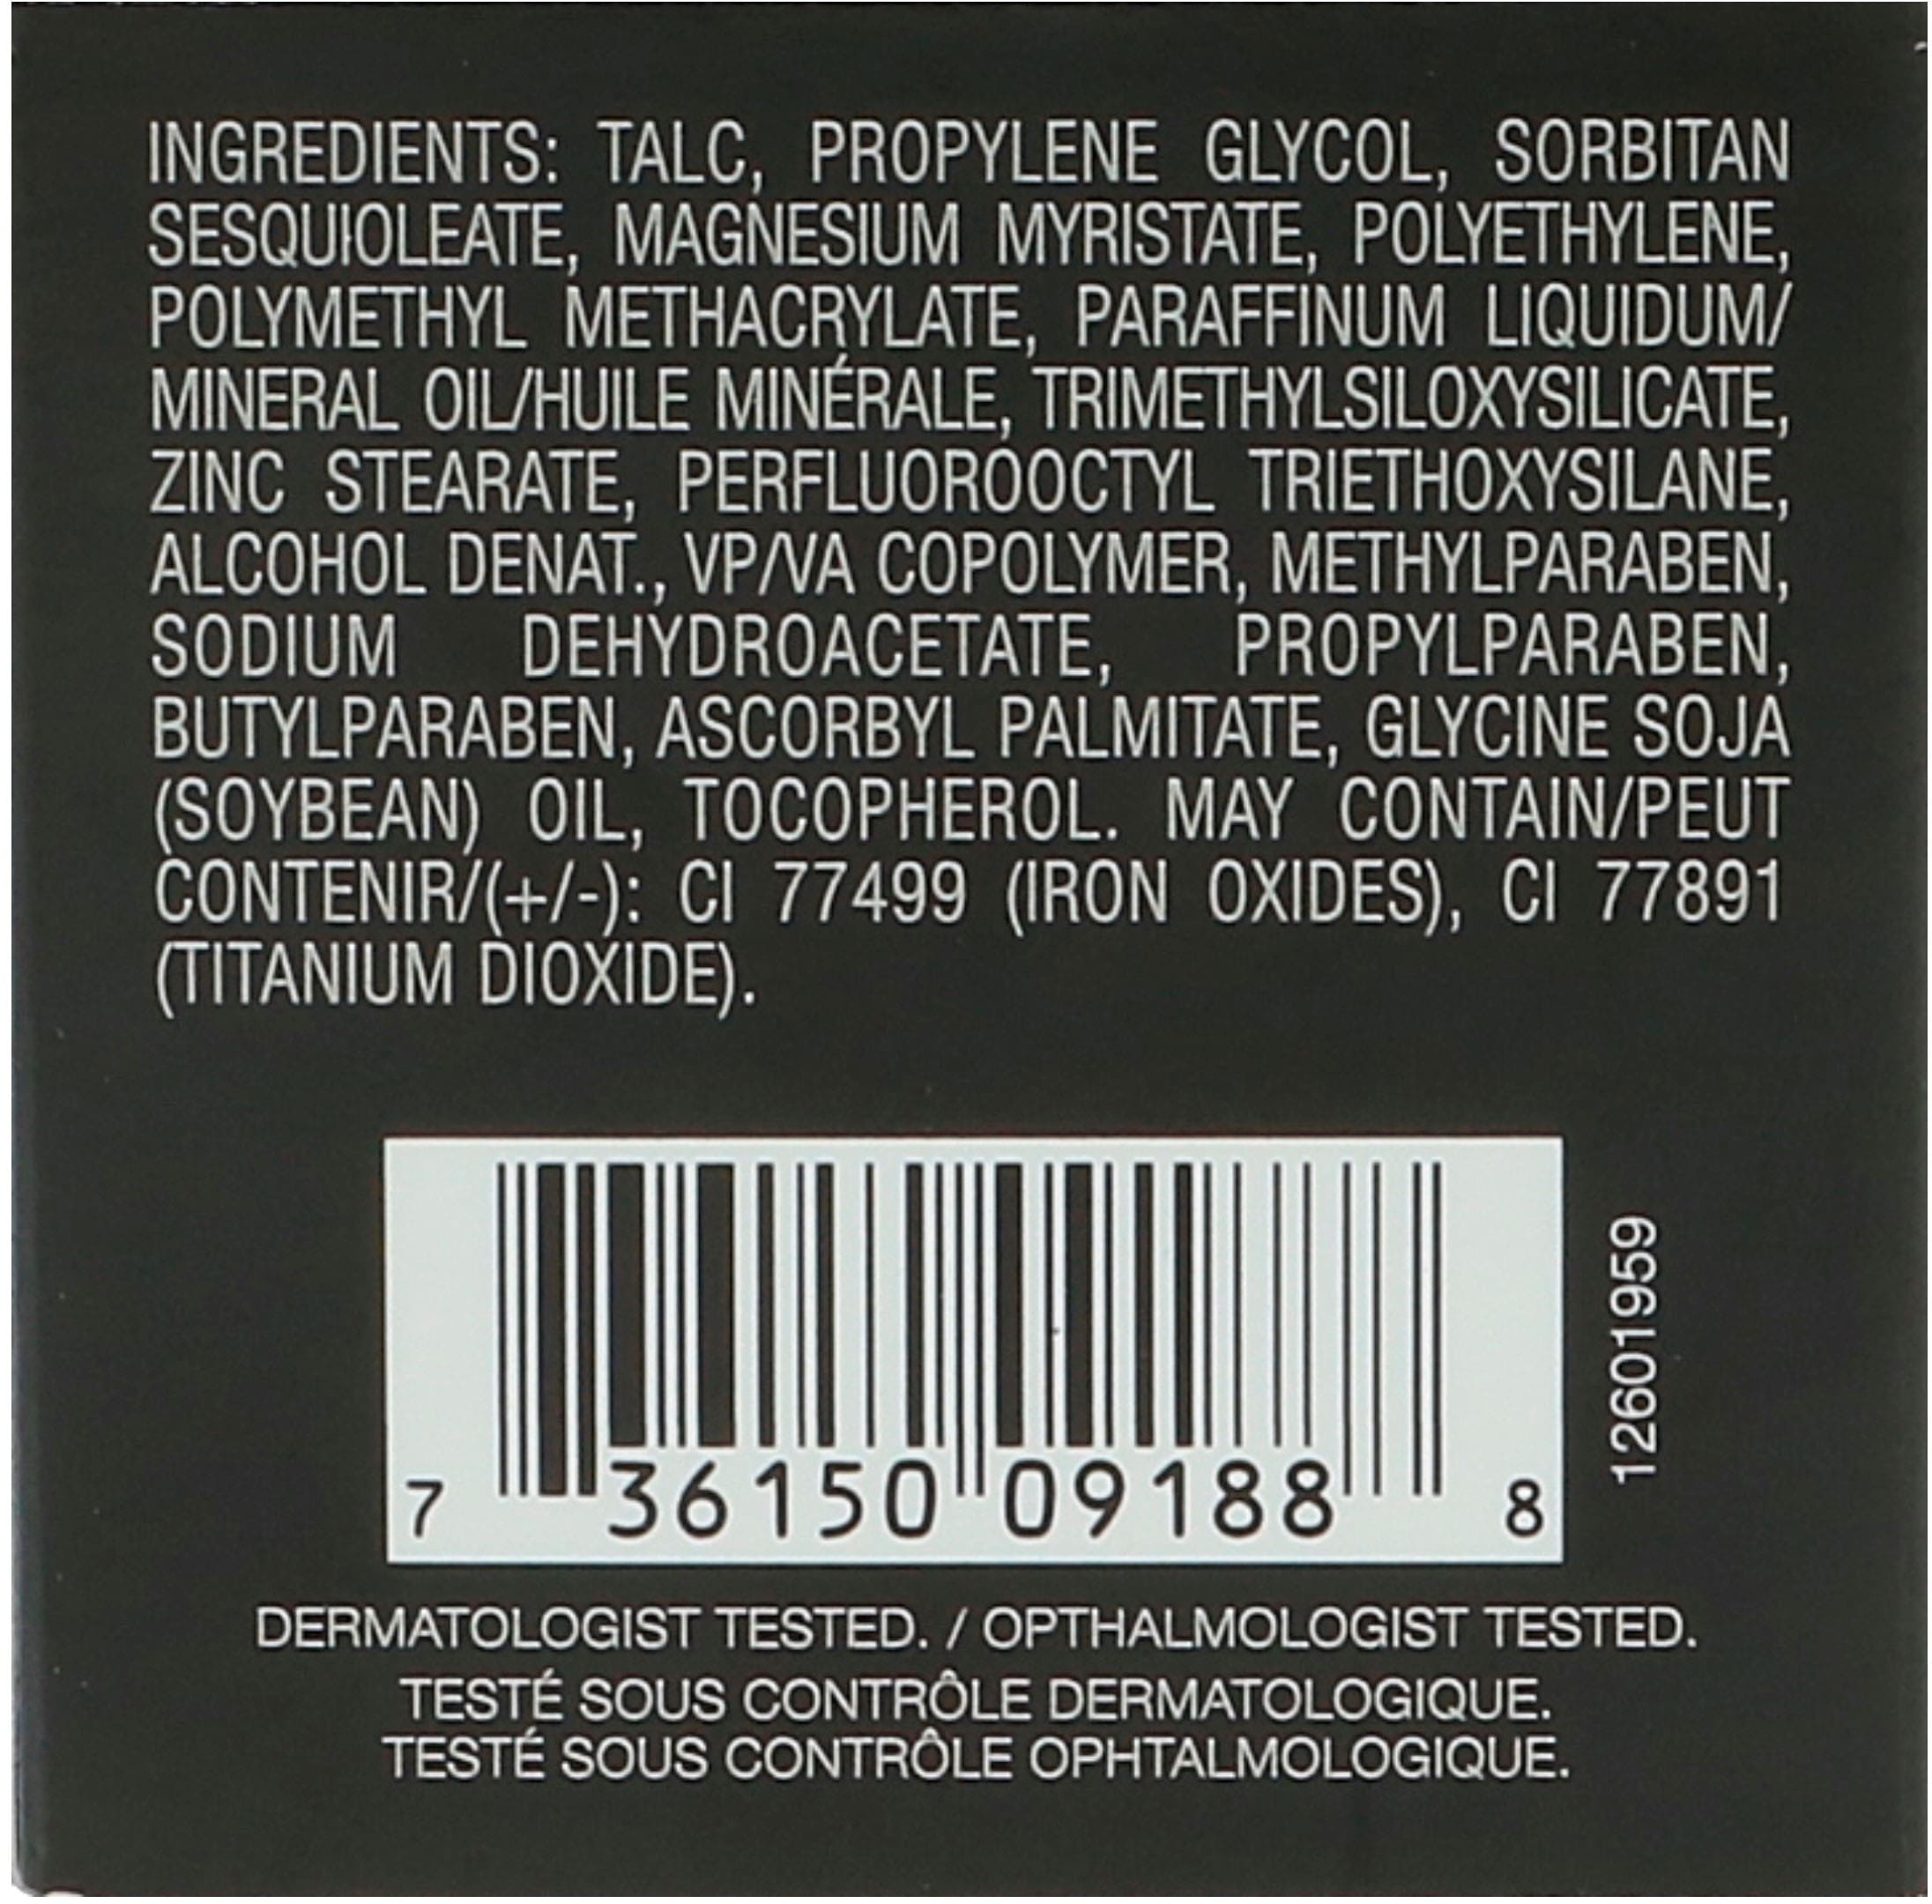 INGREDIENTS: TALC, PROPYLENE GLYCOL, SORBITAN
SESQUIOLEATE, MAGNESIUM MYRISTATE, POLYETHYLENE,
POLYMETHYL METHACRYLATE, PARAFFINUM LIQUIDUM/
MINERAL OIL/HUILE MINÉRALE, TRIMETHYLSILOXYSILICATE,
ZINC STEARATE, PERFLUOROOCTYL TRIETHOXYSILANE,
ALCOHOL DENAT., VP/VA COPOLYMER, METHYLPARABEN,
SODIUM DEHYDROACETATE, PROPYLPARABEN,
BUTYLPARABEN, ASCORBYL PALMITATE, GLYCINE SOJA
(SOYBEAN) OIL, TOCOPHEROL. MAY CONTAIN/PEUT
CONTENIR/(+/-): CI 77499 (IRON OXIDES), CI 77891
(TITANIUM DIOXIDE).
7 36150 09188 8
12601959
DERMATOLOGIST TESTED. / OPTHALMOLOGIST TESTED.
TESTÉ SOUS CONTRÔLE DERMATOLOGIQUE.
TESTÉ SOUS CONTRÔLE OPHTALMOLOGIQUE.